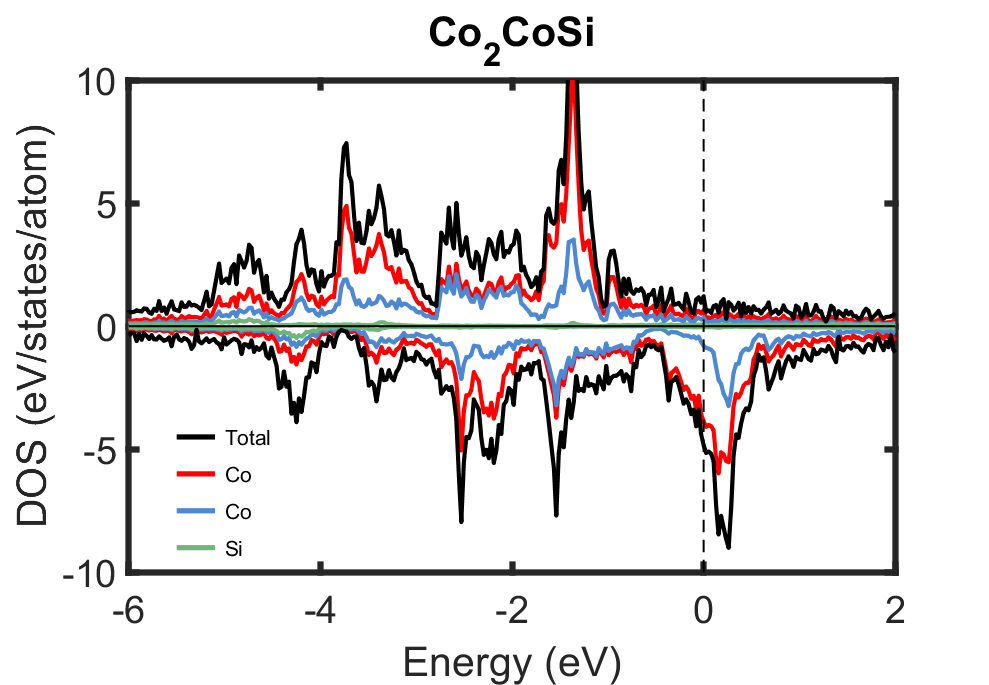 Co₂CoSi
10
5
0
-5
-10
DOS (eV/states/atom)
Total
Co
Co
Si
-6
-4
-2
0
2
Energy (eV)